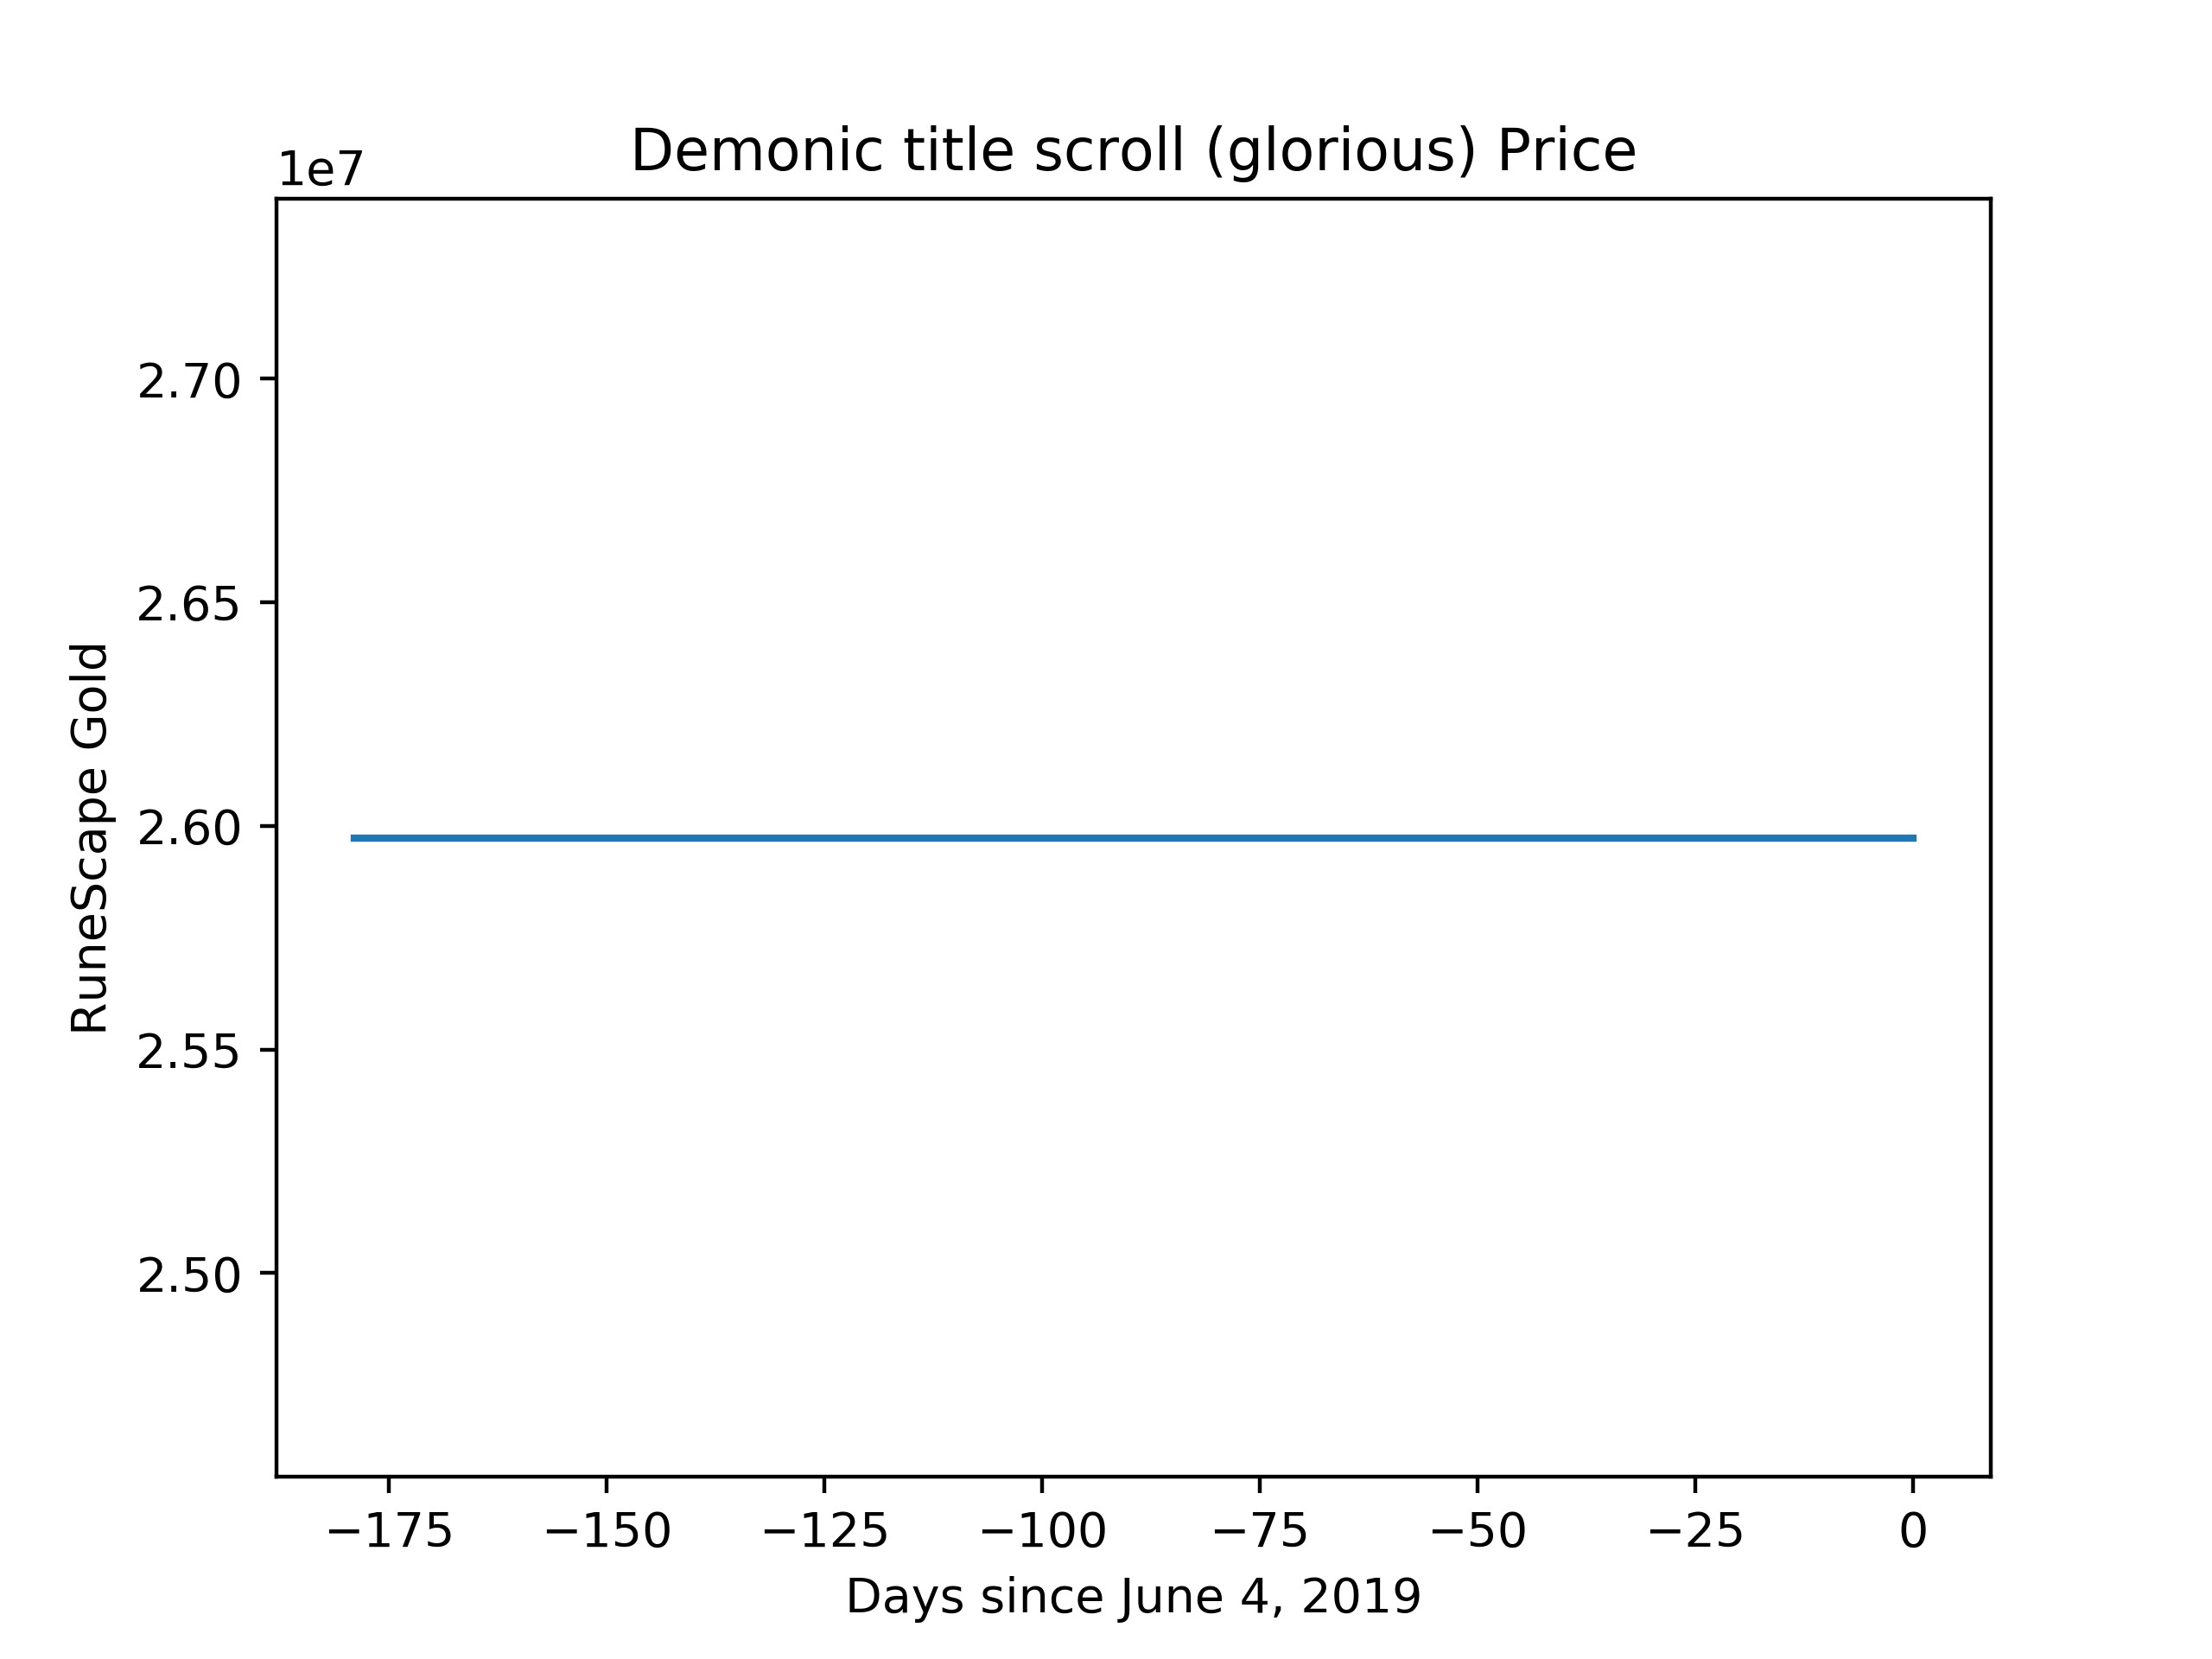 Demonic title scroll (glorious) Price
1e7
2.70
2.65
2.60
2.55
2.50
RuneScape Gold
−175 −150 −125 −100 −75 −50 −25 0
Days since June 4, 2019